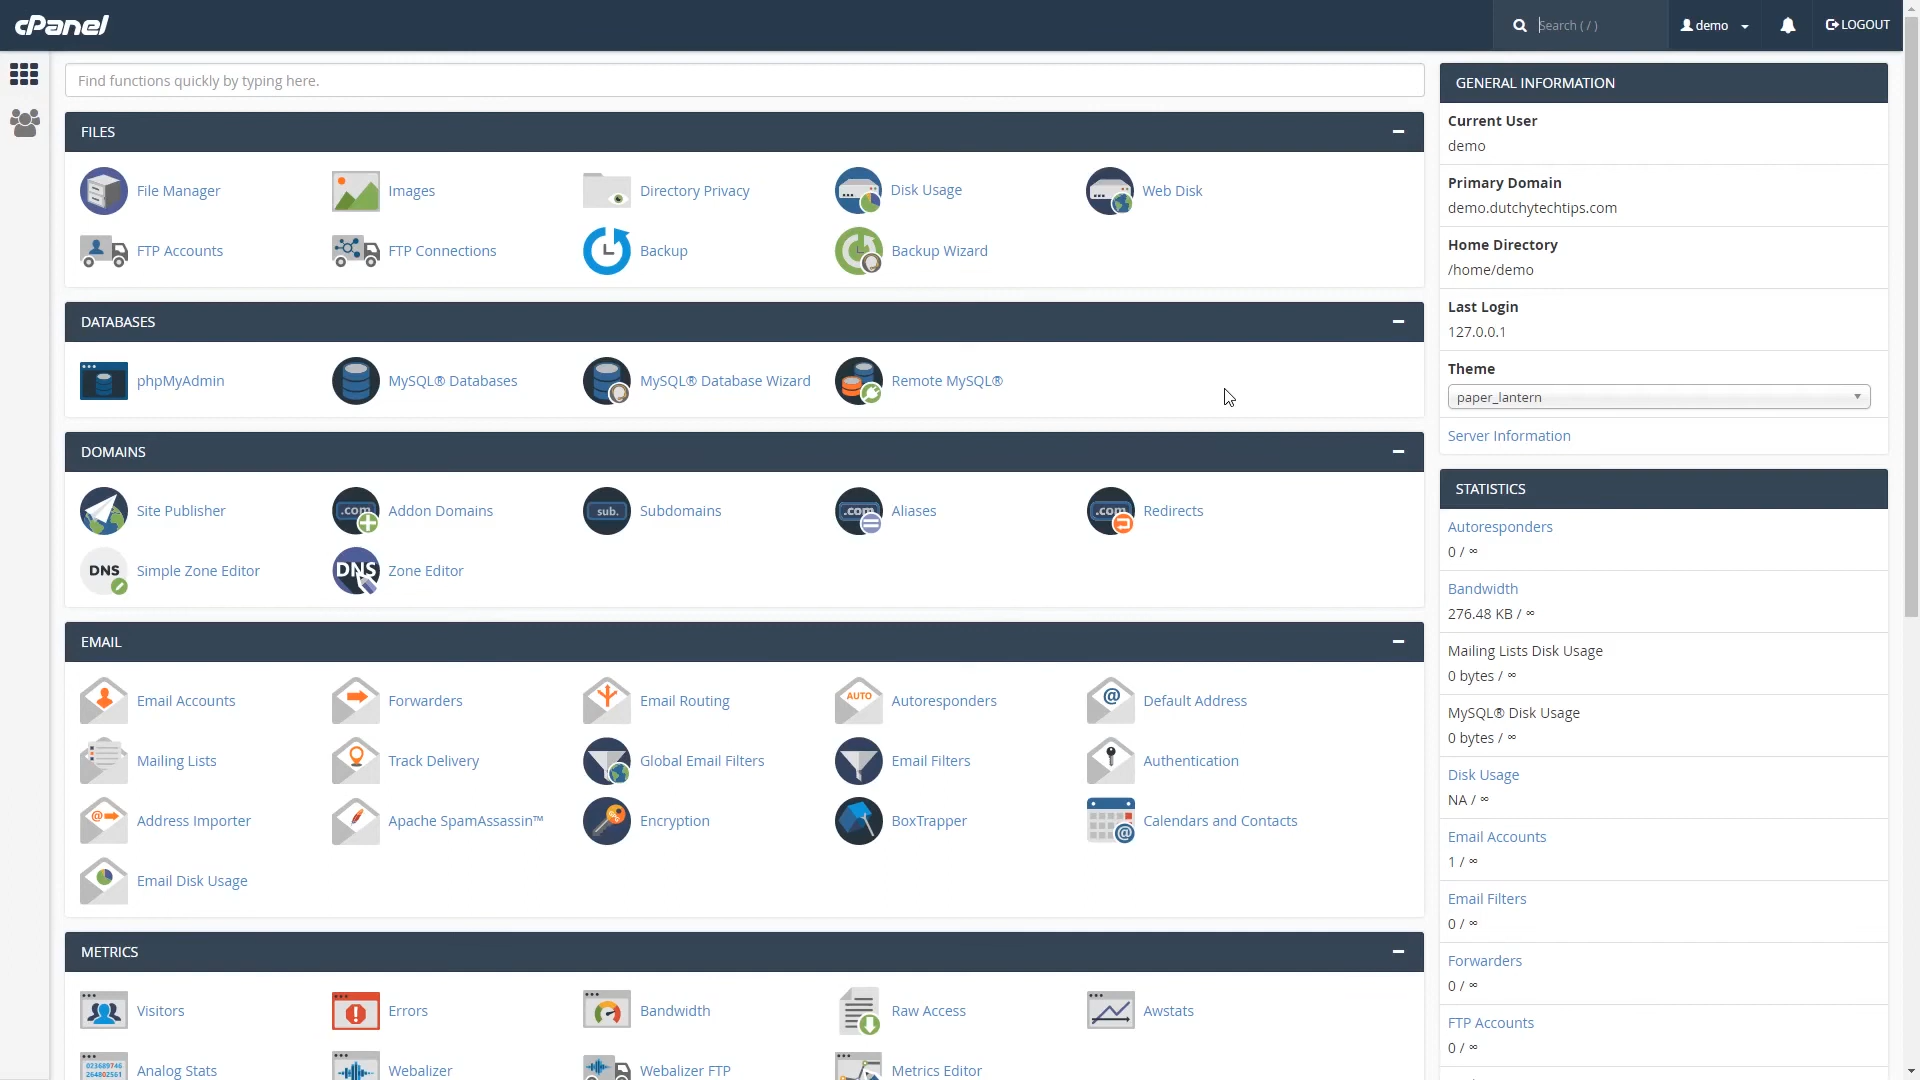 cPanel
Search ( / )
demo
LOGOUT
Find functions quickly by typing here.
FILES
File Manager
Images
Directory Privacy
Disk Usage
Web Disk
FTP Accounts
FTP Connections
Backup
Backup Wizard
DATABASES
phpMyAdmin
MySQL® Databases
MySQL® Database Wizard
Remote MySQL®
DOMAINS
Site Publisher
.com
Addon Domains
sub.
Subdomains
.com
Aliases
.com
Redirects
DNS
Simple Zone Editor
DNS
Zone Editor
EMAIL
Email Accounts
Forwarders
Email Routing
AUTO
Autoresponders
@
Default Address
Mailing Lists
Track Delivery
Global Email Filters
Email Filters
Authentication
@
Address Importer
Apache SpamAssassin™
Encryption
BoxTrapper
@
Calendars and Contacts
Email Disk Usage
METRICS
Visitors
Errors
Bandwidth
Raw Access
Awstats
023689746
264802561
Analog Stats
Webalizer
Webalizer FTP
Metrics Editor
GENERAL INFORMATION
Current User
demo
Primary Domain
demo.dutchytechtips.com
Home Directory
/home/demo
Last Login
127.0.0.1
Theme
paper_lantern
Server Information
STATISTICS
Autoresponders
0 / ∞
Bandwidth
276.48 KB / ∞
Mailing Lists Disk Usage
0 bytes / ∞
MySQL® Disk Usage
0 bytes / ∞
Disk Usage
NA / ∞
Email Accounts
1 / ∞
Email Filters
0 / ∞
Forwarders
0 / ∞
FTP Accounts
0 / ∞